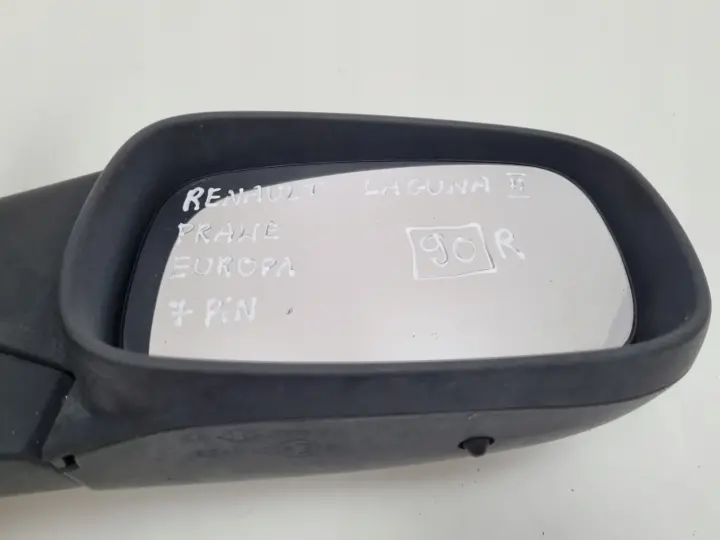 RENAULT LAGUNA II
PRAWE
EUROPA
7 PiN
90 R